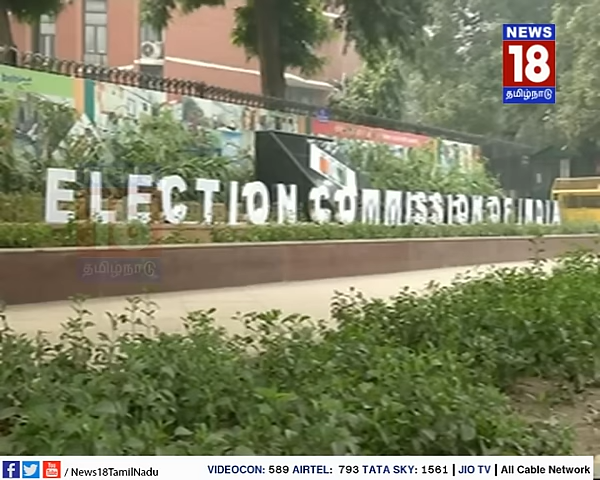 NEWS
18
தமிழ்நாடு
ELECTION COMMISSION OF INDIA
18
தமிழ்நாடு
/ News18TamilNadu
VIDEOCON: 589 AIRTEL: 793 TATA SKY: 1561 | JIO TV | All Cable Network